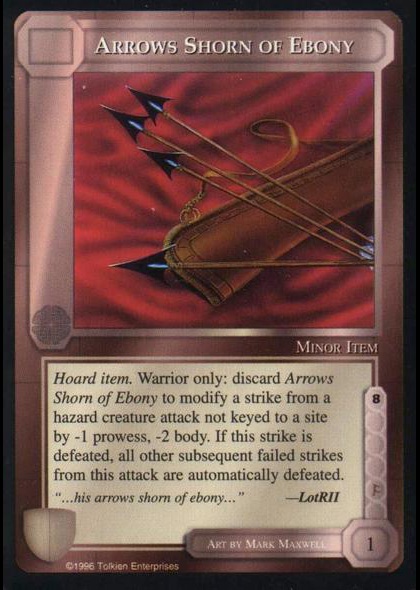 ARROWS SHORN OF EBONY
MINOR ITEM
Hoard item. Warrior only: discard Arrows
Shorn of Ebony to modify a strike from a
hazard creature attack not keyed to a site
by -1 prowess, -2 body. If this strike is
defeated, all other subsequent failed strikes
from this attack are automatically defeated.
"...his arrows shorn of ebony..." —LotRII
8
F
ART BY MARK MAXWELL
1
©1996 Tolkien Enterprises